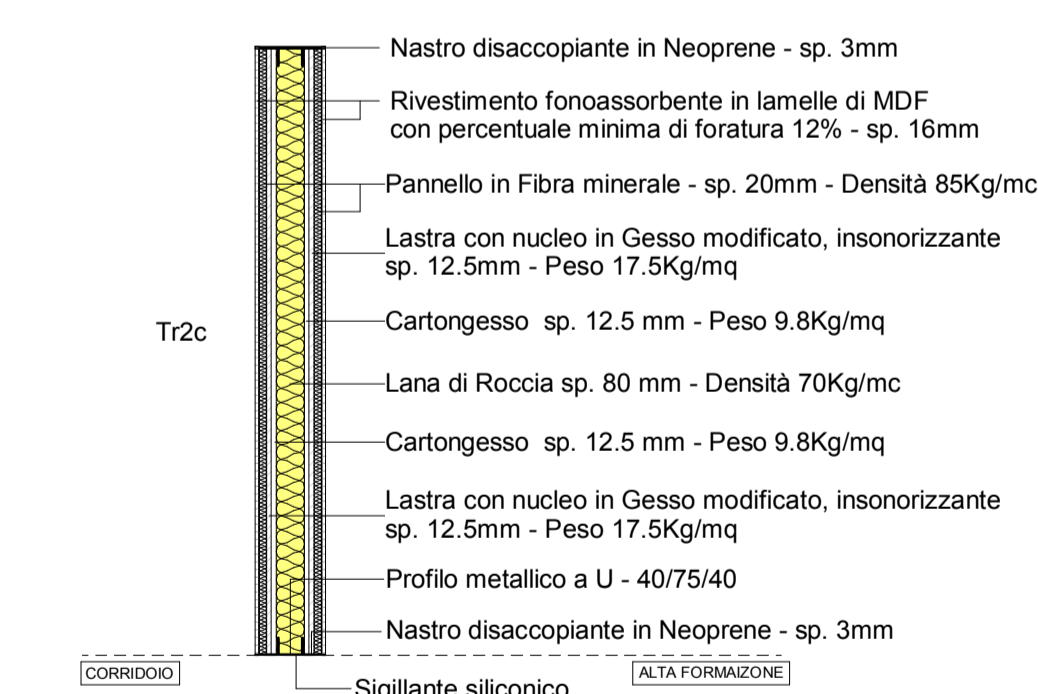 Nastro disaccopiante in Neoprene - sp. 3mm
Rivestimento fonoassorbente in lamelle di MDF
con percentuale minima di foratura 12% - sp. 16mm
Pannello in Fibra minerale - sp. 20mm - Densità 85Kg/mc
Lastra con nucleo in Gesso modificato, insonorizzante
sp. 12.5mm - Peso 17.5Kg/mq
Cartongesso sp. 12.5 mm - Peso 9.8Kg/mq
Tr2c
Lana di Roccia sp. 80 mm - Densità 70Kg/mc
Cartongesso sp. 12.5 mm - Peso 9.8Kg/mq
Lastra con nucleo in Gesso modificato, insonorizzante
sp. 12.5mm - Peso 17.5Kg/mq
Profilo metallico a U - 40/75/40
Nastro disaccopiante in Neoprene - sp. 3mm
CORRIDOIO
ALTA FORMAIZONE
Sigillante siliconico